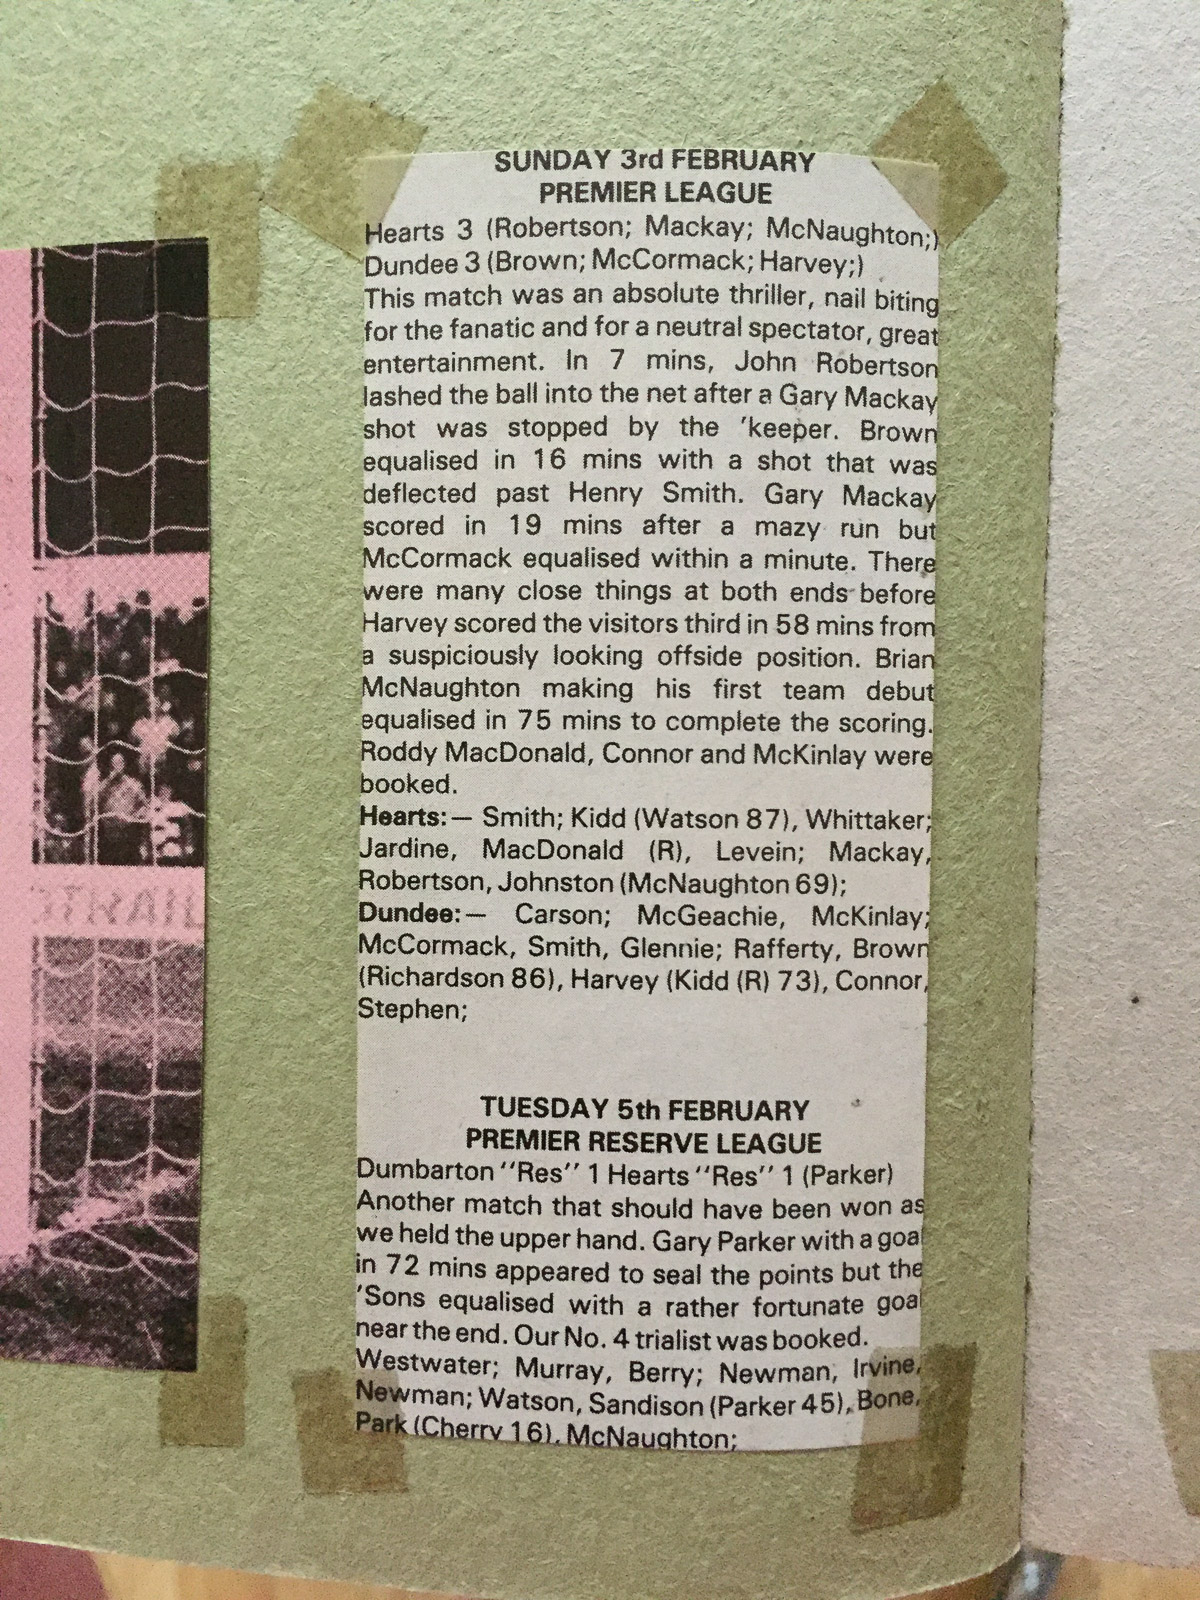 SUNDAY 3rd FEBRUARY
PREMIER LEAGUE
Hearts 3 (Robertson; Mackay; McNaughton;)
Dundee 3 (Brown; McCormack; Harvey;)
This match was an absolute thriller, nail biting
for the fanatic and for a neutral spectator, great
entertainment. In 7 mins, John Robertson
lashed the ball into the net after a Gary Mackay
shot was stopped by the 'keeper. Brown
equalised in 16 mins with a shot that was
deflected past Henry Smith. Gary Mackay
scored in 19 mins after a mazy run but
McCormack equalised within a minute. There
were many close things at both ends before
Harvey scored the visitors third in 58 mins from
a suspiciously looking offside position. Brian
McNaughton making his first team debut
equalised in 75 mins to complete the scoring.
Roddy MacDonald, Connor and McKinlay were
booked.
Hearts:— Smith; Kidd (Watson 87), Whittaker;
Jardine, MacDonald (R), Levein; Mackay,
Robertson, Johnston (McNaughton 69);
Dundee:— Carson; McGeachie, McKinlay;
McCormack, Smith, Glennie; Rafferty, Brown
(Richardson 86), Harvey (Kidd (R) 73), Connor,
Stephen;
TUESDAY 5th FEBRUARY
PREMIER RESERVE LEAGUE
Dumbarton "Res" 1 Hearts "Res" 1 (Parker)
Another match that should have been won as
we held the upper hand. Gary Parker with a goal
in 72 mins appeared to seal the points but the
'Sons equalised with a rather fortunate goal
near the end. Our No. 4 trialist was booked.
Westwater; Murray, Berry; Newman, Irvine,
Newman; Watson, Sandison (Parker 45), Bone,
Park (Cherry 16), McNaughton;